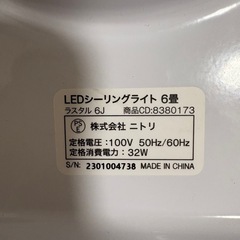 LEDシーリングライト 6畳
ラスタル 6J 商品CD:8380173
PS E 株式会社 ニトリ
定格電圧:100V 50Hz/60Hz
定格消費電力:32W
S/N: 2301004738 MADE IN CHINA